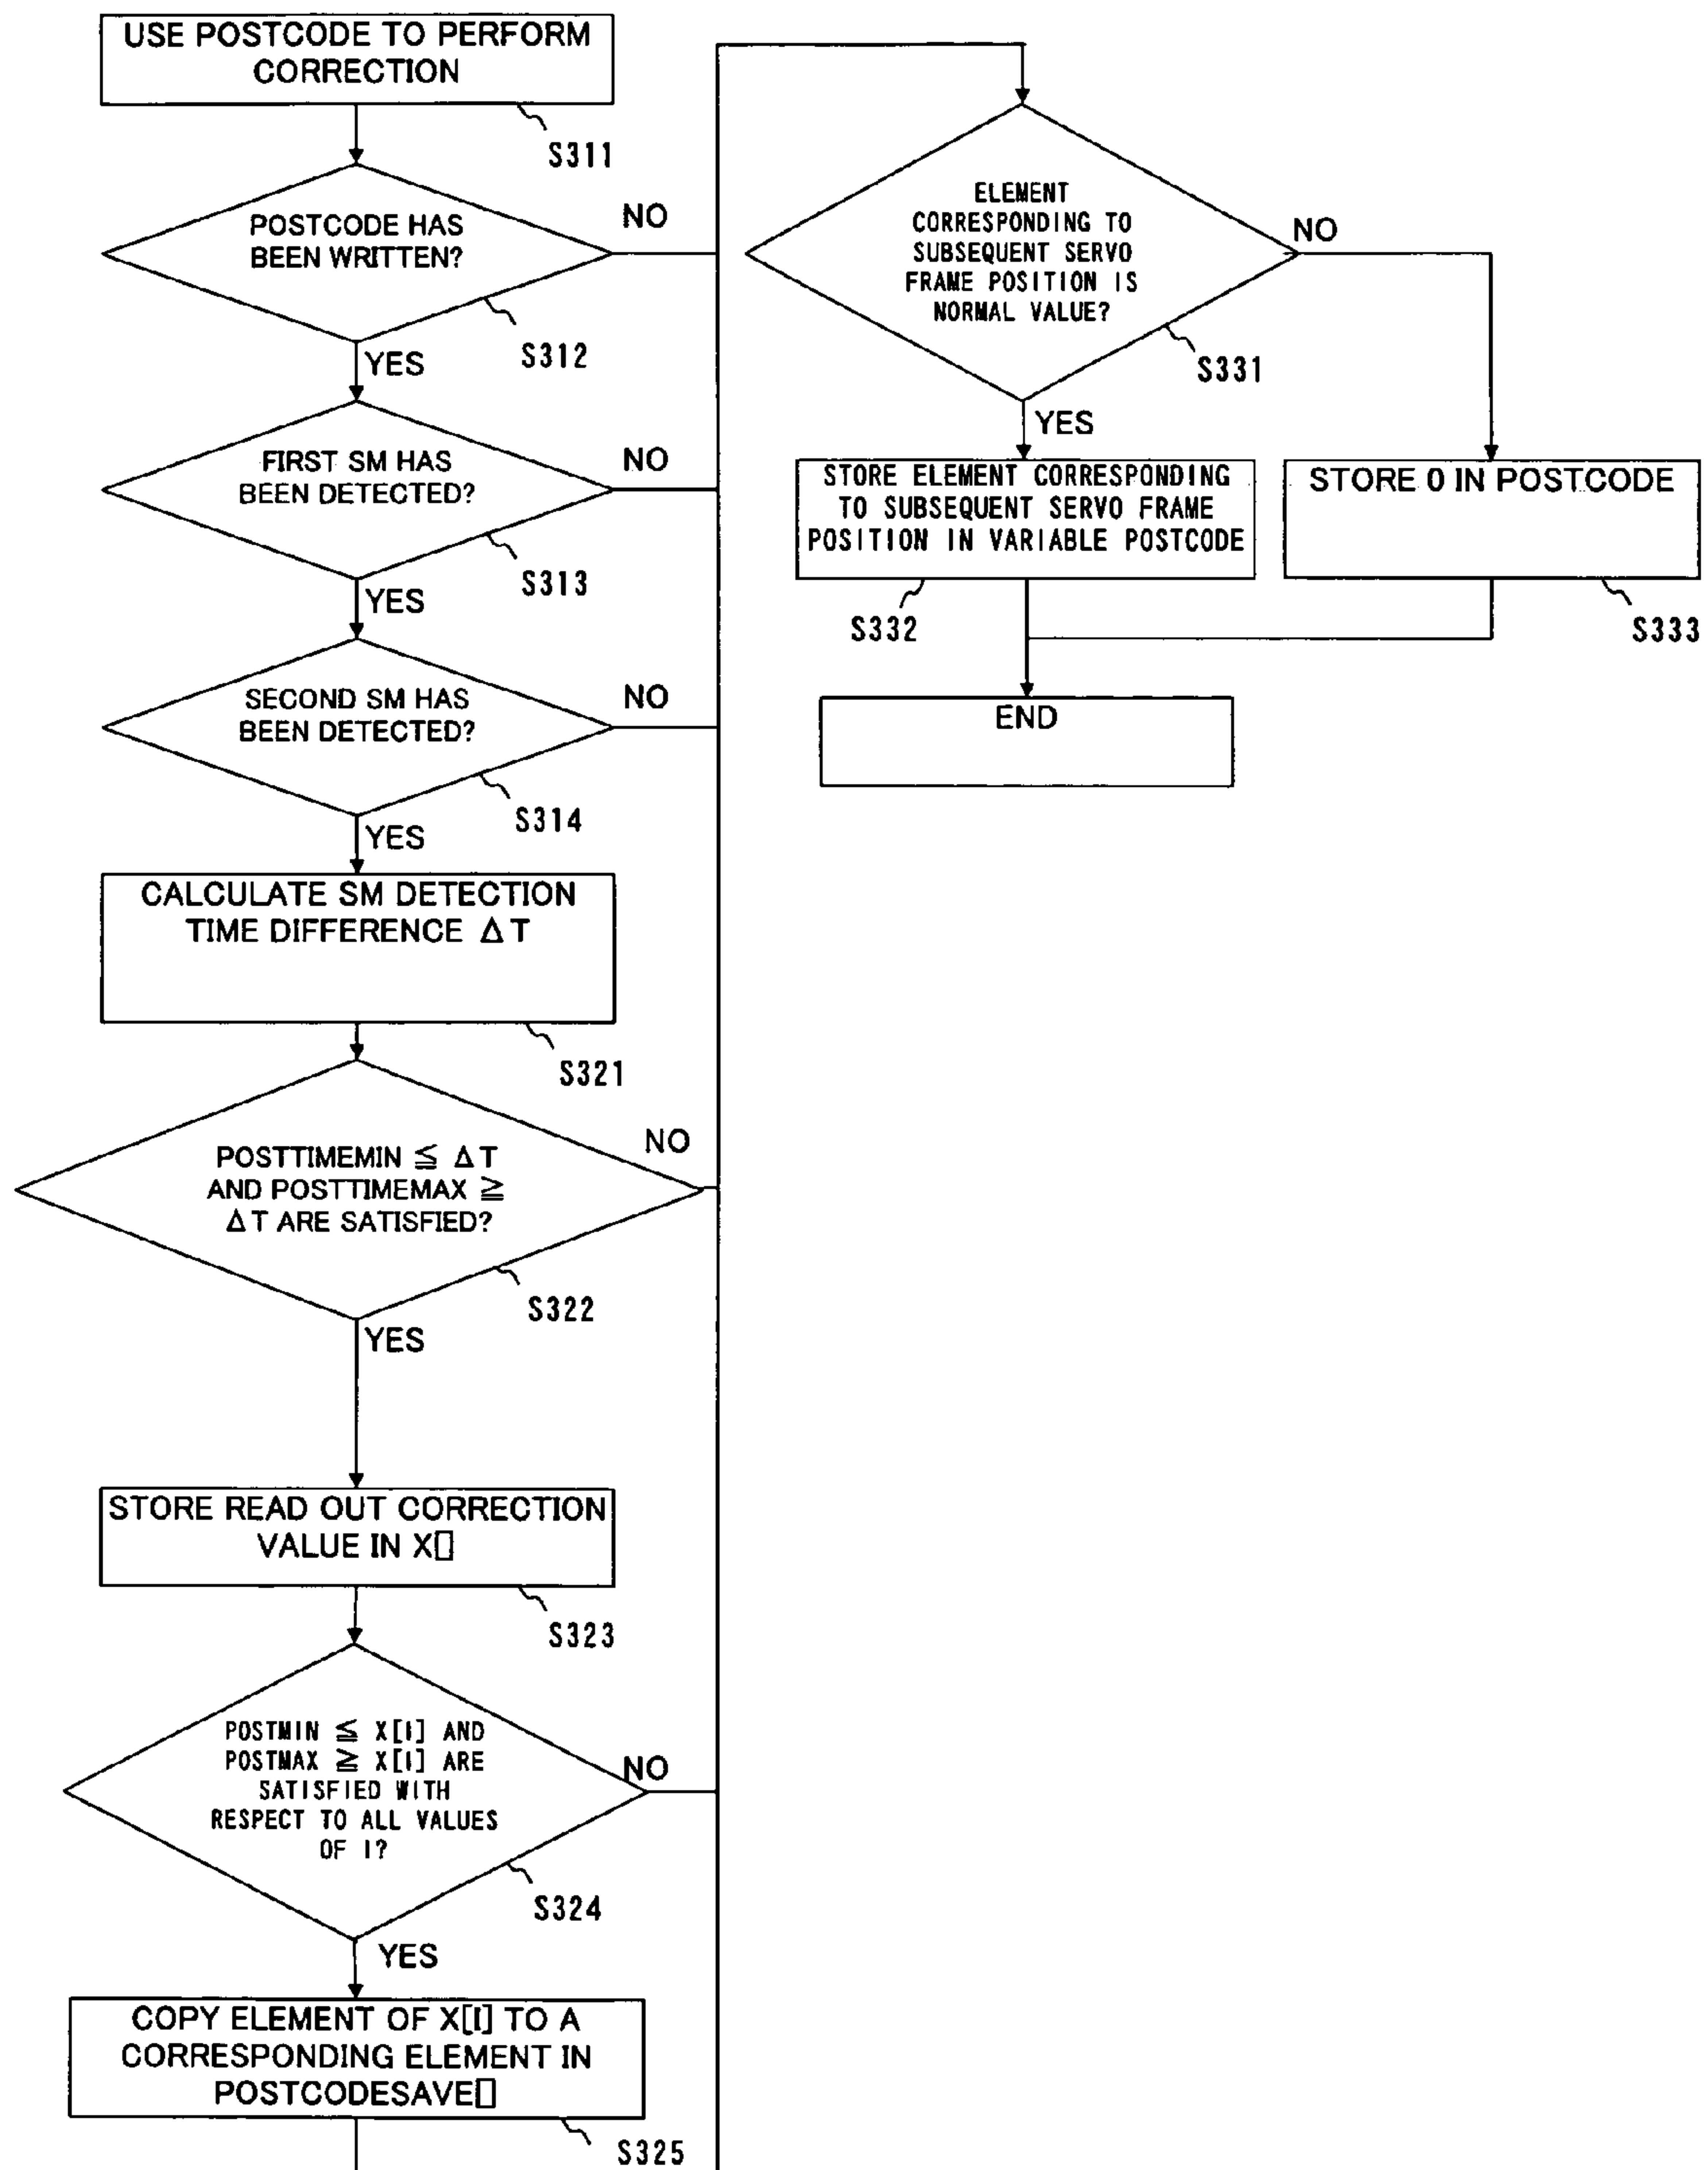 USE POSTCODE TO PERFORM
CORRECTION
S311
POSTCODE HAS
BEEN WRITTEN?
NO
S312
YES
FIRST SM HAS
BEEN DETECTED?
NO
S313
YES
SECOND SM HAS
BEEN DETECTED?
NO
S314
YES
CALCULATE SM DETECTION
TIME DIFFERENCE ΔT
S321
POSTTIMEMIN ≦ ΔT
AND POSTTIMEMAX ≧
ΔT ARE SATISFIED?
NO
S322
YES
STORE READ OUT CORRECTION
VALUE IN X[]
S323
POSTMIN ≦ X[I] AND
POSTMAX ≧ X[I] ARE
SATISFIED WITH
RESPECT TO ALL VALUES
OF I?
NO
S324
YES
COPY ELEMENT OF X[I] TO A
CORRESPONDING ELEMENT IN
POSTCODESAVE[]
S325
ELEMENT
CORRESPONDING TO
SUBSEQUENT SERVO
FRAME POSITION IS
NORMAL VALUE?
NO
S331
YES
STORE ELEMENT CORRESPONDING
TO SUBSEQUENT SERVO FRAME
POSITION IN VARIABLE POSTCODE
S332
STORE 0 IN POSTCODE
S333
END